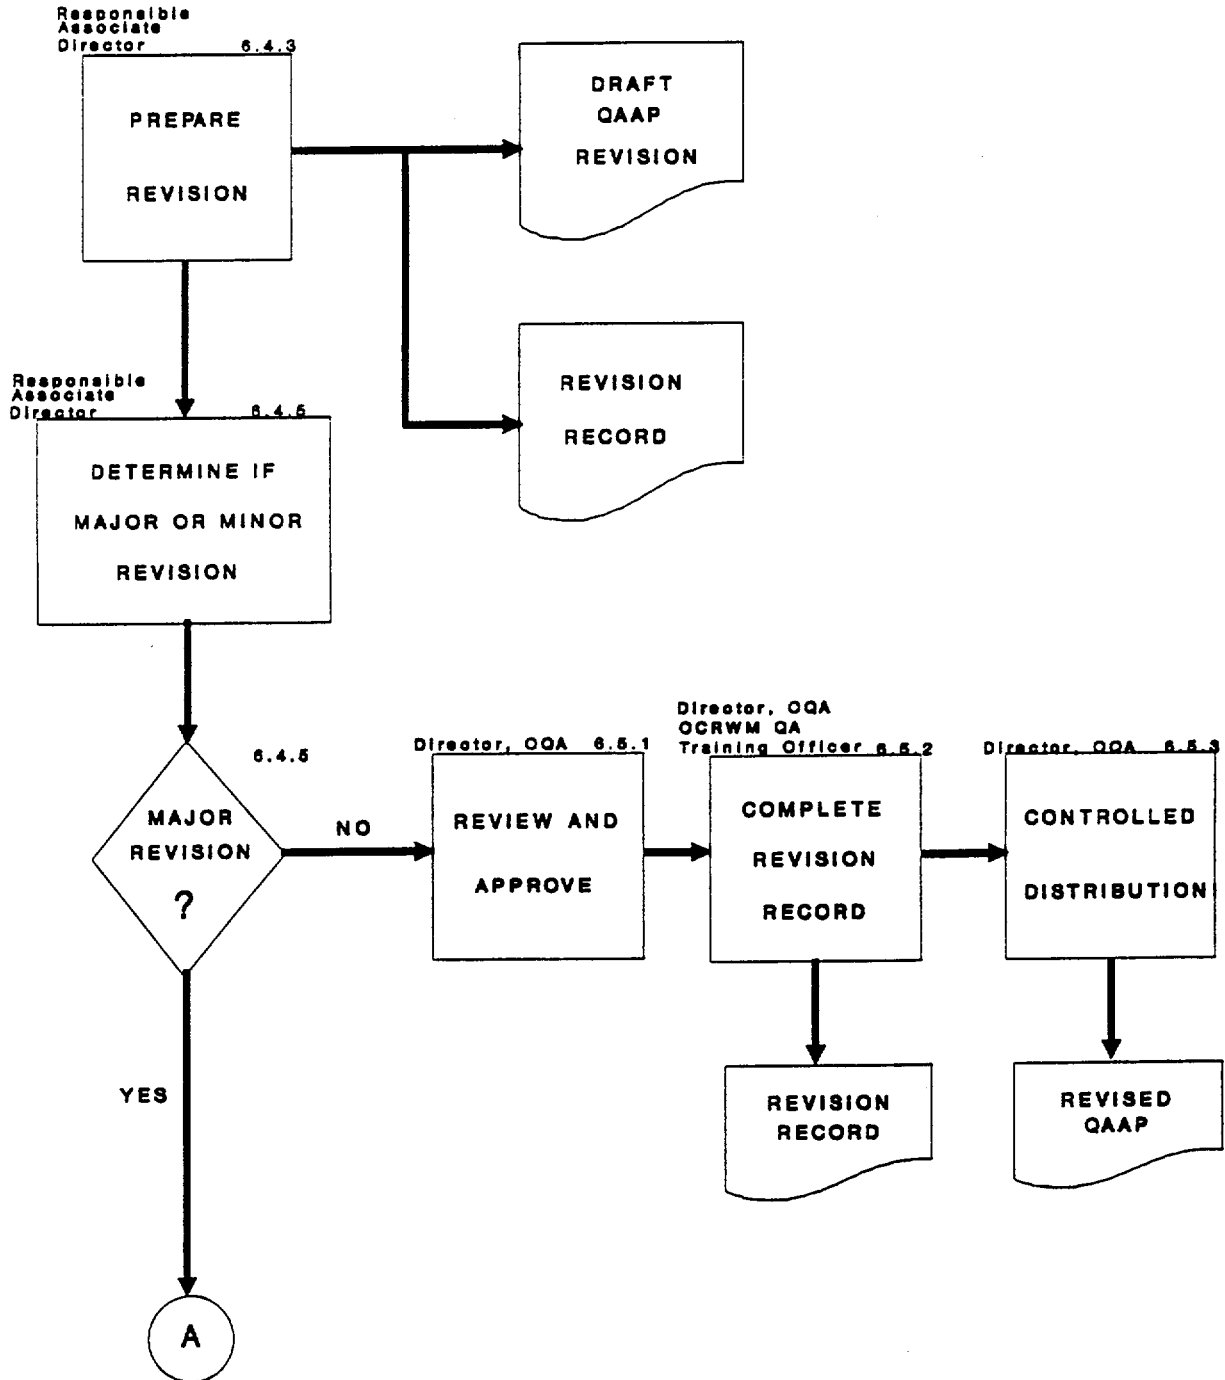 Responsible
Associate
Director 6.4.3
PREPARE
REVISION
DRAFT
QAAP
REVISION
REVISION
RECORD
Responsible
Associate
Director 6.4.5
DETERMINE IF
MAJOR OR MINOR
REVISION
6.4.5
MAJOR
REVISION
?
NO
YES
Director, OQA 6.5.1
REVIEW AND
APPROVE
Director, OQA
OCRWM QA
Training Officer 6.5.2
COMPLETE
REVISION
RECORD
Director, OQA 6.5.3
CONTROLLED
DISTRIBUTION
REVISION
RECORD
REVISED
QAAP
A